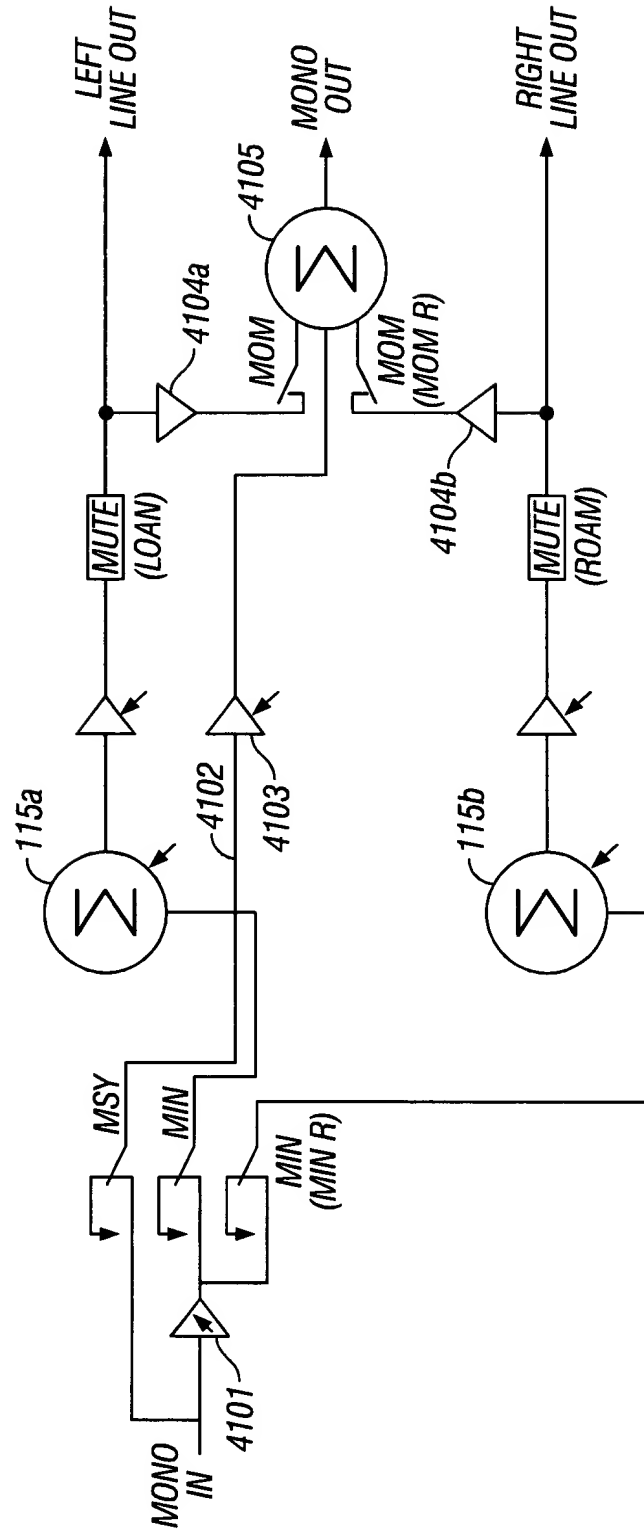 MONO
IN
4101
MSY
MIN
MIN
(MIN R)
115a
Σ
4102
4103
MUTE
(LOAN)
4104a
MOM
MOM
(MOM R)
4104b
Σ
4105
LEFT
LINE OUT
MONO
OUT
115b
Σ
MUTE
(ROAM)
RIGHT
LINE OUT